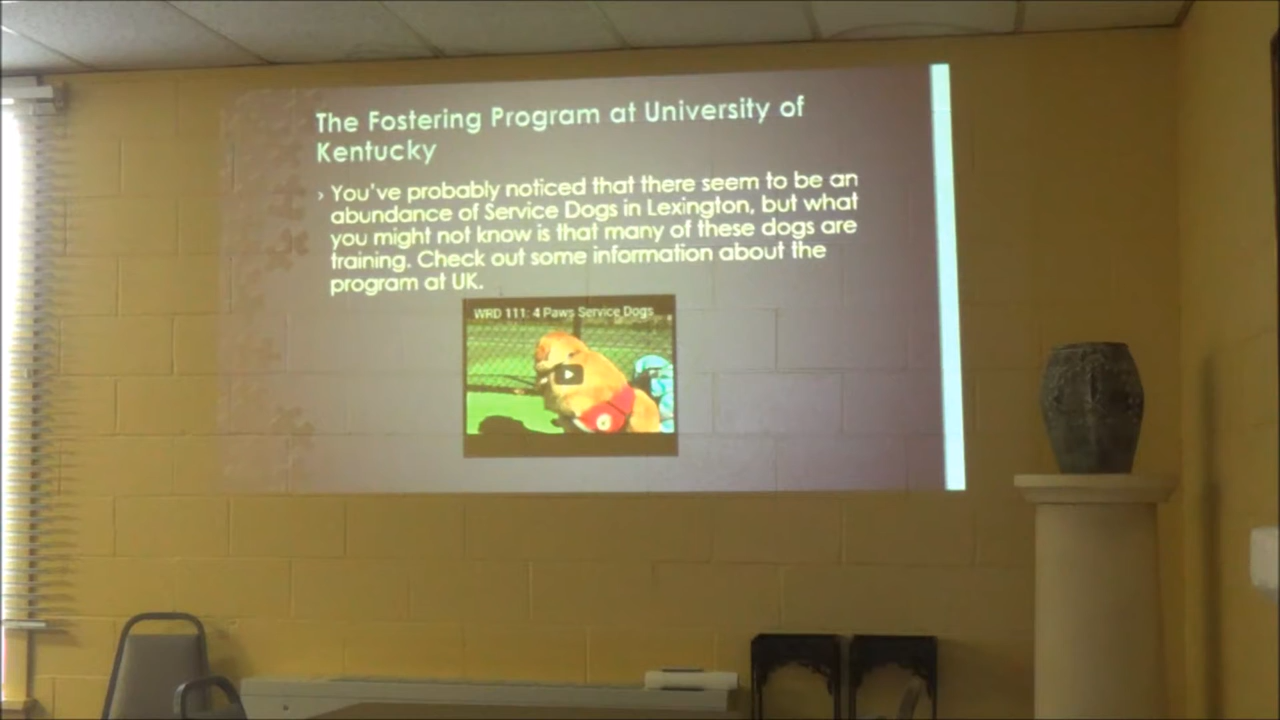 The Fostering Program at University of
Kentucky
› You've probably noticed that there seem to be an
abundance of Service Dogs in Lexington, but what
you might not know is that many of these dogs are
training. Check out some information about the
program at UK.
WRD 111: 4 Paws Service Dogs